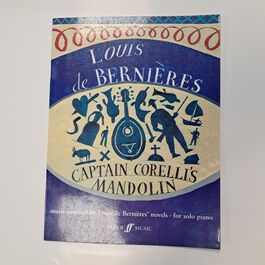 LOUIS
de BERNIÈRES
CAPTAIN CORELLI'S
MANDOLIN
music inspired by Louis de Bernières' novels - for solo piano
FABER MUSIC